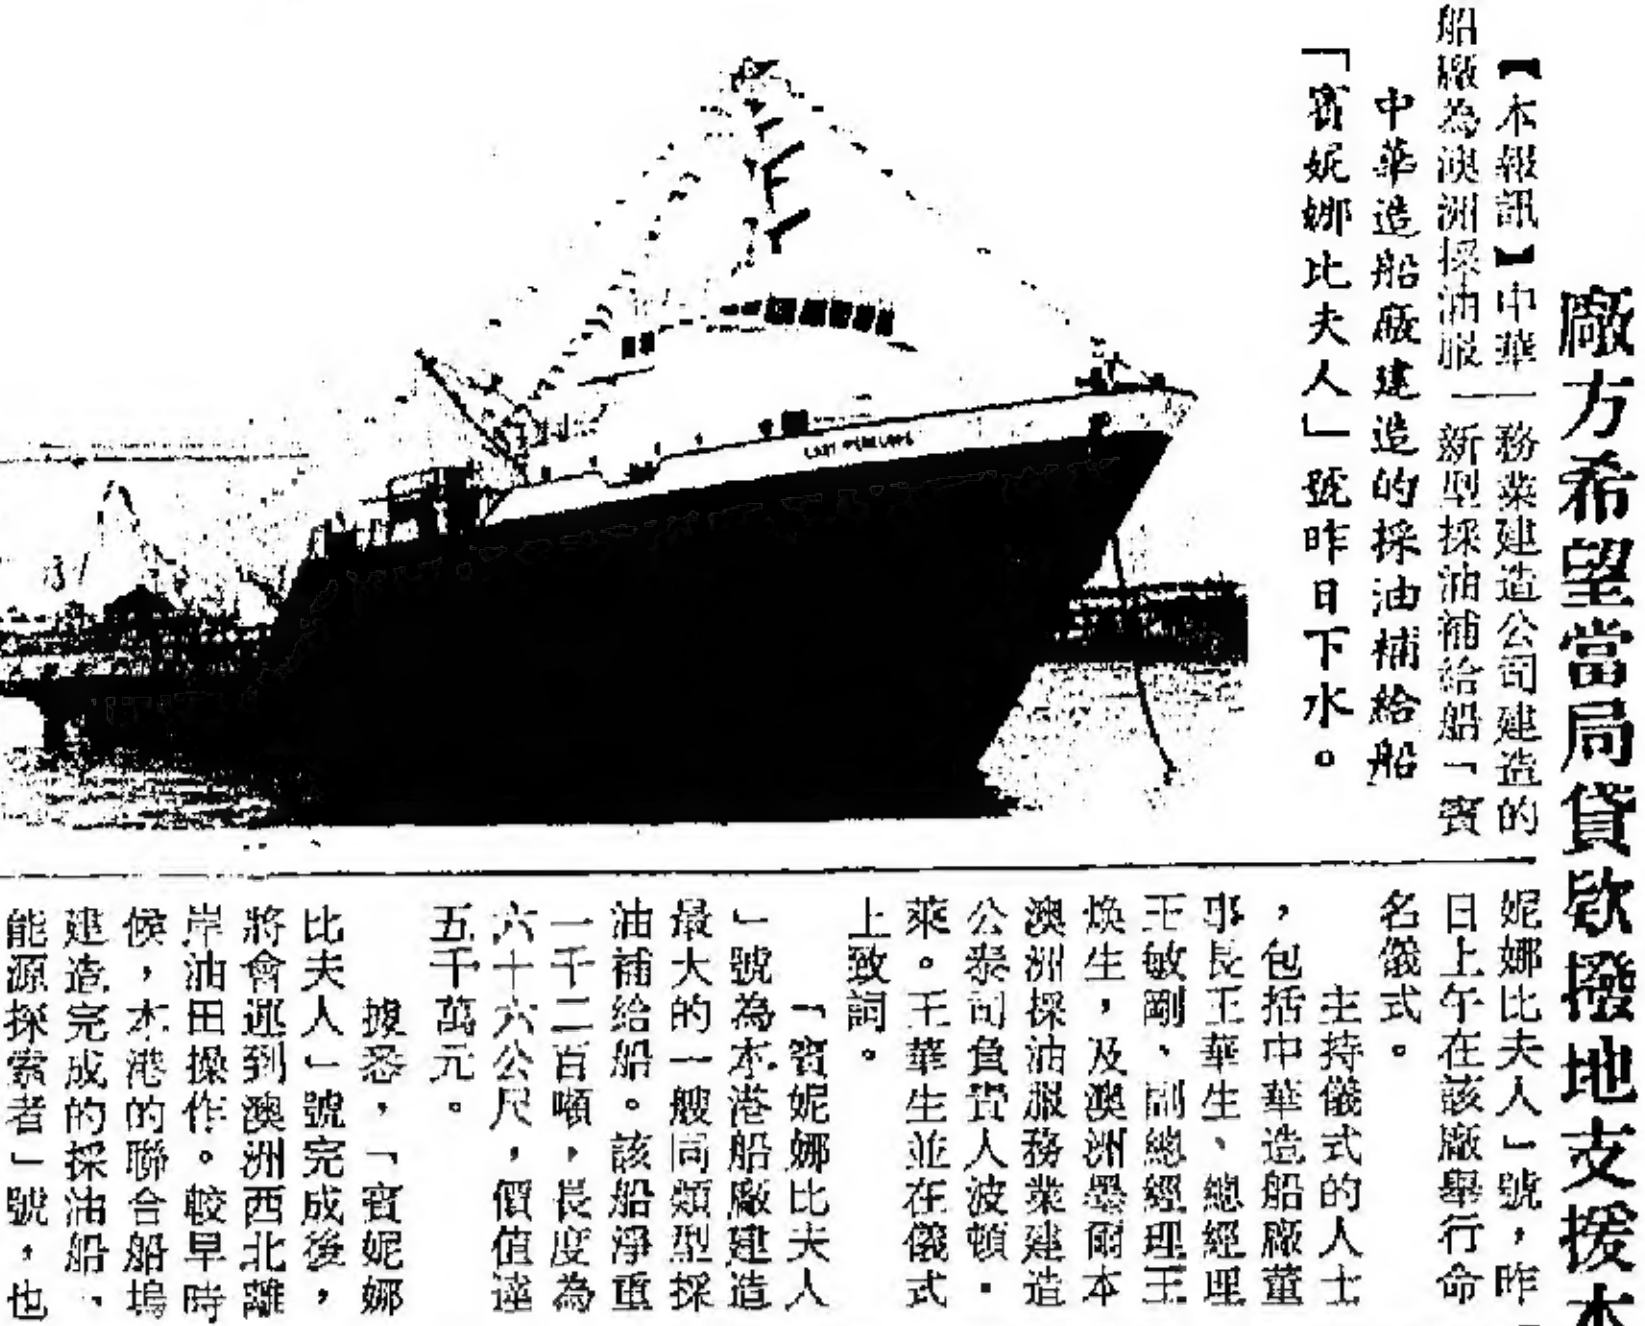 廠方希望當局貸欵撥地支援本
【本報訊】中華
船廠為澳洲採油服
務業建造公司建造的
新型採油補給船「賓
中華造船廠建造的採油補給船
「賓妮娜比夫人」號昨日下水。
LADY PENELOPE
妮娜比夫人」號，昨
日上午在該廠舉行命
名儀式。
主持儀式的人士
，包括中華造船廠董
事長王華生、總經理
王敏剛、副總經理王
煥生，及澳洲墨爾本
澳洲採油服務業建造
公泰司負責人波頓．
萊。王華生並在儀式
上致詞。
「賓妮娜比夫人
」號為本港船廠建造
最大的一艘同類型採
油補給船。該船淨重
一千二百噸，長度為
六十六公尺，價值達
五千萬元。
據悉，「賓妮娜
比夫人」號完成後，
將會運到澳洲西北離
岸油田操作。較早時
候，本港的聯合船塢
建造完成的採油船、
能源探索者」號，也